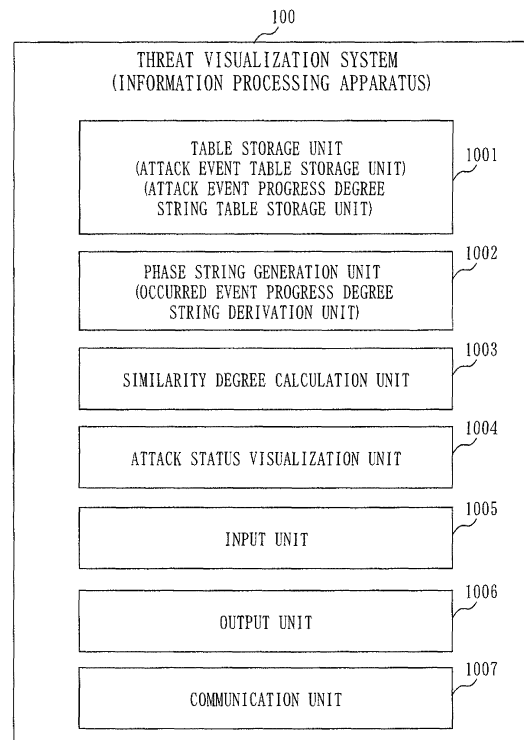 100
THREAT VISUALIZATION SYSTEM
(INFORMATION PROCESSING APPARATUS)
TABLE STORAGE UNIT
(ATTACK EVENT TABLE STORAGE UNIT)
(ATTACK EVENT PROGRESS DEGREE
STRING TABLE STORAGE UNIT)
1001
PHASE STRING GENERATION UNIT
(OCCURRED EVENT PROGRESS DEGREE
STRING DERIVATION UNIT)
1002
SIMILARITY DEGREE CALCULATION UNIT
1003
ATTACK STATUS VISUALIZATION UNIT
1004
INPUT UNIT
1005
OUTPUT UNIT
1006
COMMUNICATION UNIT
1007